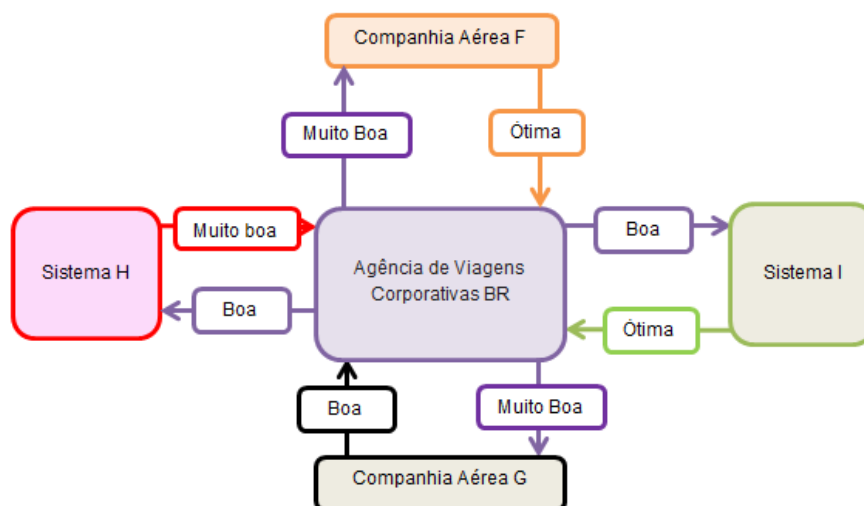 Companhia Aérea F
Muito Boa
Ótima
Muito boa
Boa
Sistema H
Agência de Viagens
Corporativas BR
Sistema I
Boa
Ótima
Boa
Muito Boa
Companhia Aérea G